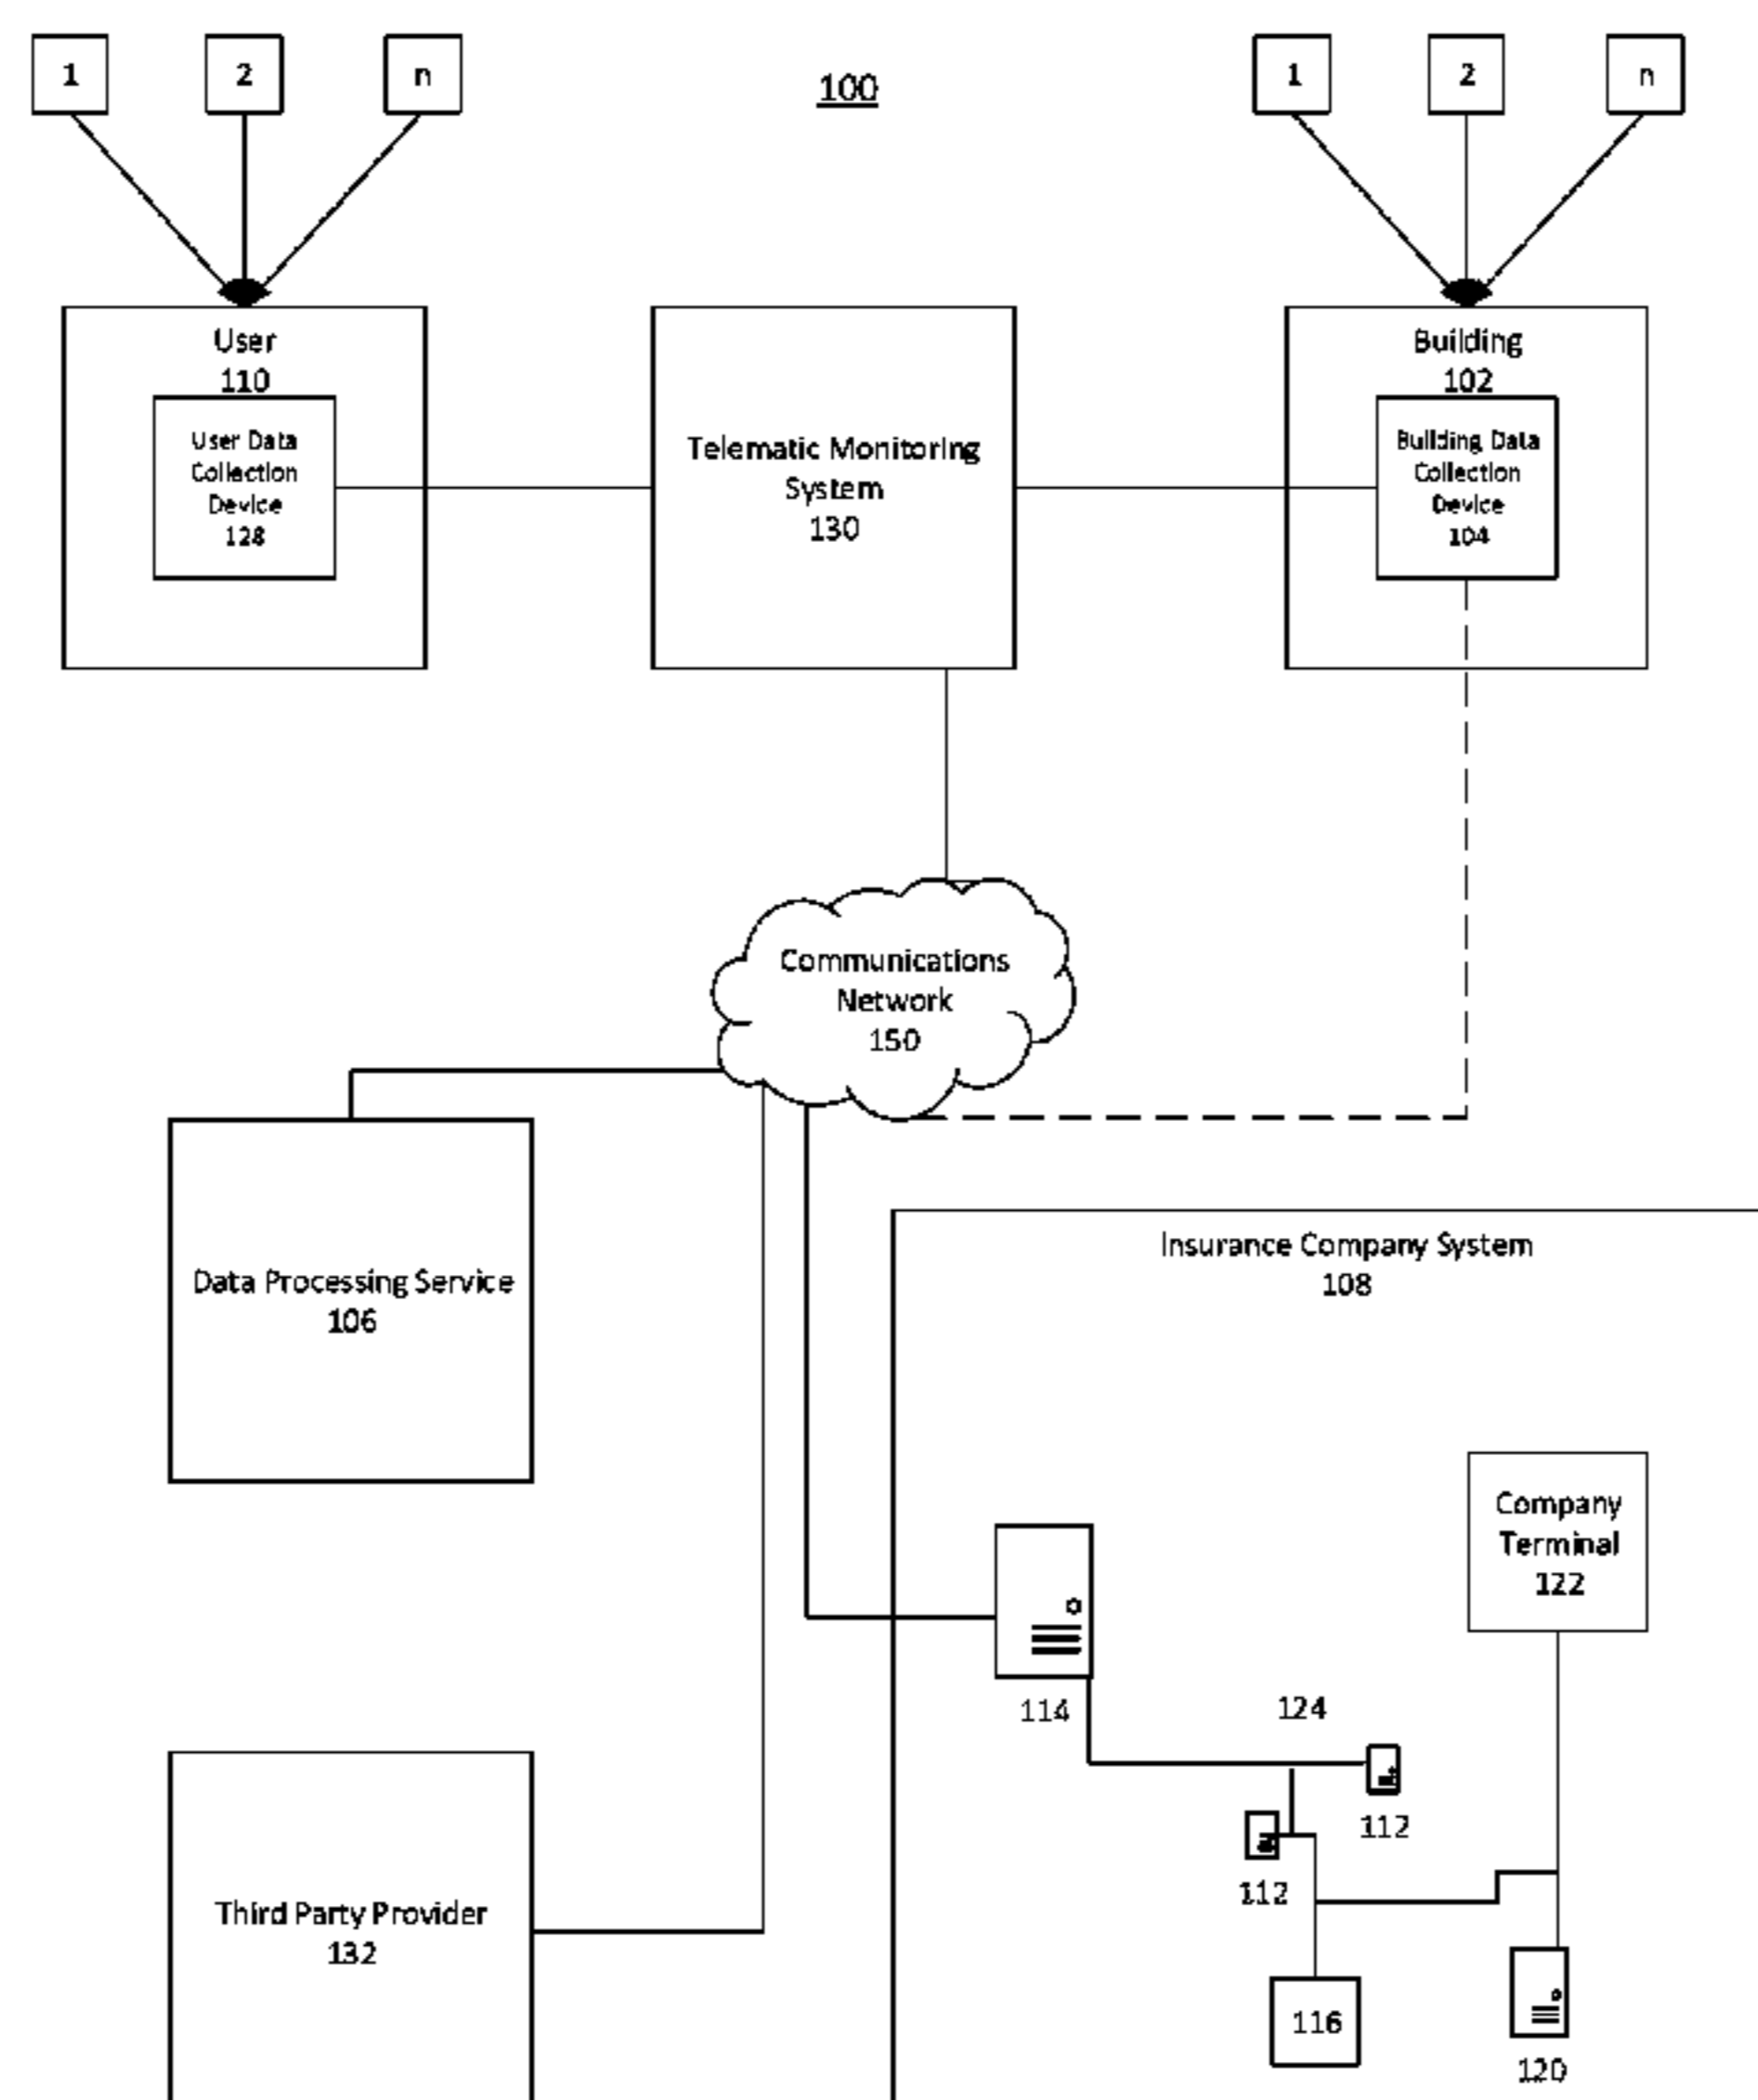 1
2
n
100
1
2
n
User
110
User Data
Collection
Device
128
Telematic Monitoring
System
130
Building
102
Building Data
Collection
Device
104
Communications
Network
150
Data Processing Service
106
Insurance Company System
108
Company
Terminal
122
114
124
112
112
Third Party Provider
132
116
120